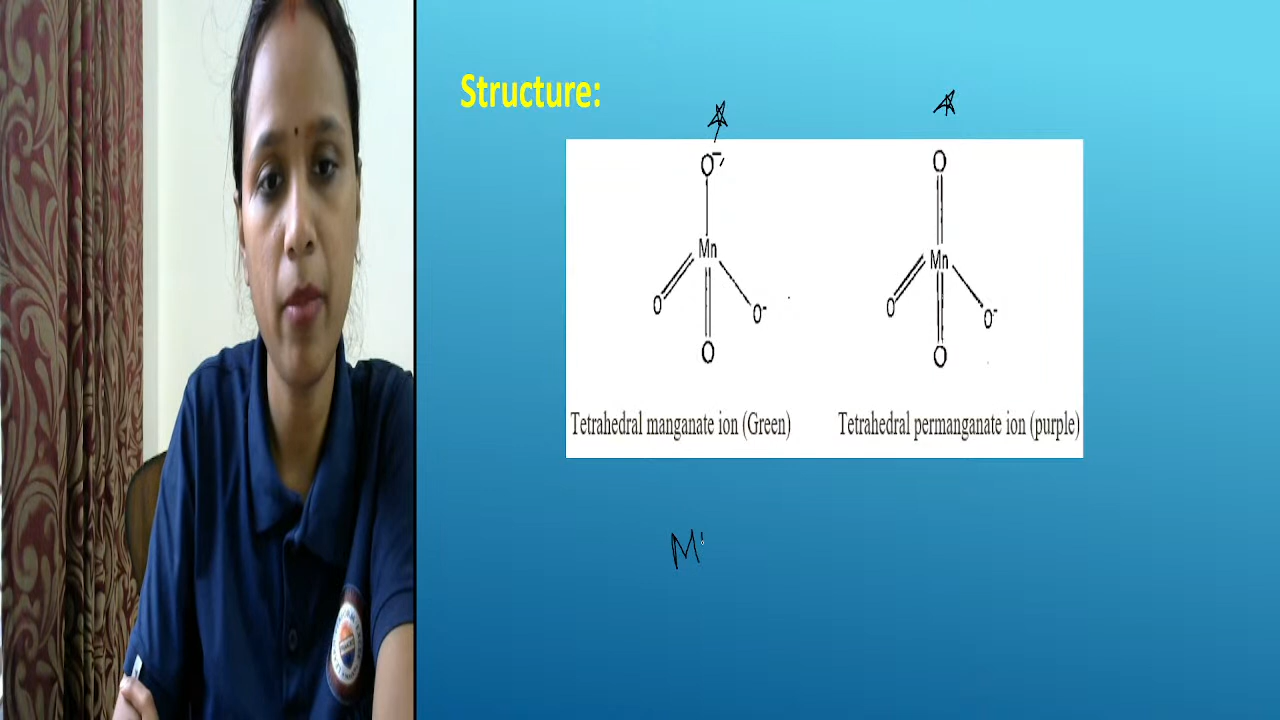 Structure:
O⁻ O
Mn Mn
O O⁻ O O⁻
O O
Tetrahedral manganate ion (Green) Tetrahedral permanganate ion (purple)
M